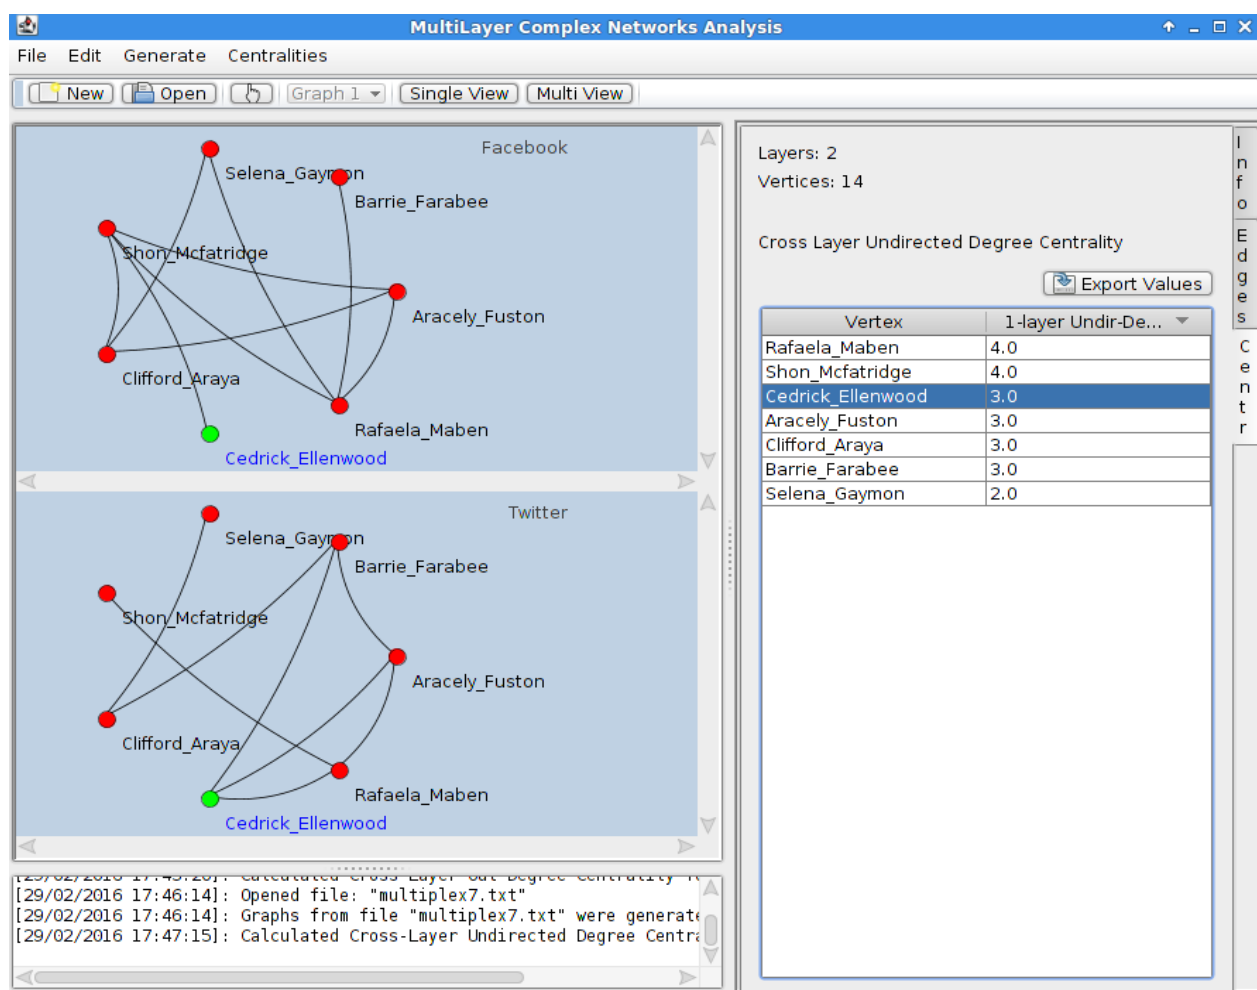 MultiLayer Complex Networks Analysis
File Edit Generate Centralities
New Open Graph 1 Single View Multi View
Facebook
Selena_Gaymon
Barrie_Farabee
Shon_Mcfatridge
Aracely_Fuston
Clifford_Araya
Rafaela_Maben
Cedrick_Ellenwood
Twitter
Selena_Gaymon
Barrie_Farabee
Shon_Mcfatridge
Aracely_Fuston
Clifford_Araya
Rafaela_Maben
Cedrick_Ellenwood
[29/02/2016 17:46:14]: Opened file: "multiplex7.txt"
[29/02/2016 17:46:14]: Graphs from file "multiplex7.txt" were generate
[29/02/2016 17:47:15]: Calculated Cross-Layer Undirected Degree Centra
Layers: 2
Vertices: 14
Cross Layer Undirected Degree Centrality
Export Values
Vertex 1-layer Undir-De...
Rafaela_Maben 4.0
Shon_Mcfatridge 4.0
Cedrick_Ellenwood 3.0
Aracely_Fuston 3.0
Clifford_Araya 3.0
Barrie_Farabee 3.0
Selena_Gaymon 2.0
Info
Edges
Centr